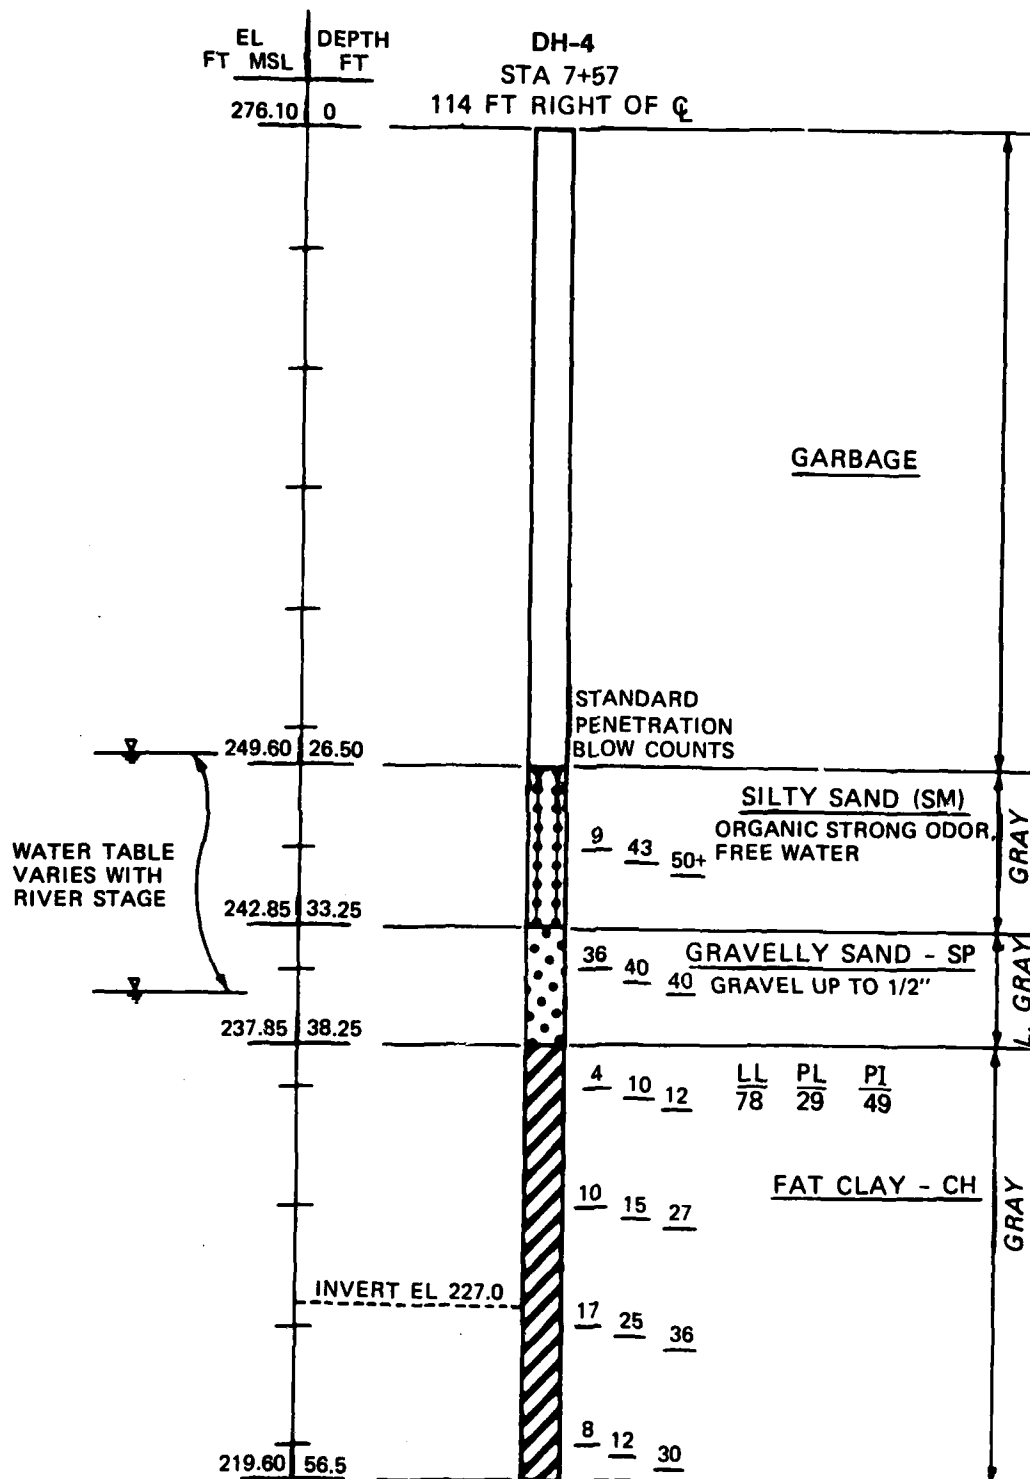 EL DEPTH
FT MSL FT
DH-4
STA 7+57
114 FT RIGHT OF ℄
276.10 0
GARBAGE
STANDARD
PENETRATION
BLOW COUNTS
249.60 26.50
SILTY SAND (SM)
ORGANIC STRONG ODOR,
FREE WATER
9 43 50+
GRAY
WATER TABLE
VARIES WITH
RIVER STAGE
242.85 33.25
GRAVELLY SAND - SP
36 40 40 GRAVEL UP TO 1/2"
L. GRAY
237.85 38.25
4 10 12
LL PL PI
78 29 49
FAT CLAY - CH
GRAY
10 15 27
INVERT EL 227.0
17 25 36
8 12 30
219.60 56.5